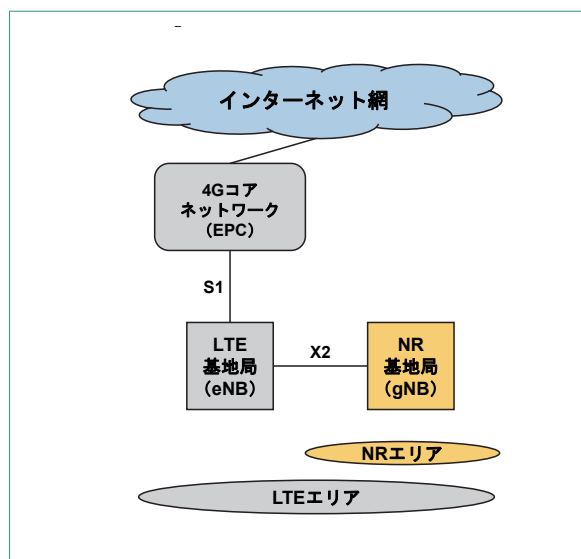 インターネット網
4Gコア
ネットワーク
（EPC）
S1
LTE
基地局
(eNB)
X2
NR
基地局
(gNB)
NRエリア
LTEエリア